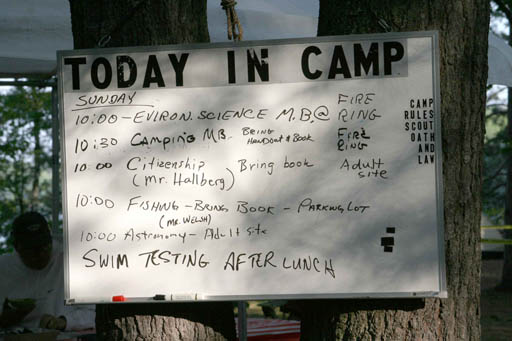 TODAY IN CAMP
SUNDAY
10:00 - EVIRON. SCIENCE M.B @ FIRE RING
10:30 CAMPING M.B. BRING HANDOUT & BOOK FIRE RING
10:00 Citizenship (Mr. Hallberg) Bring book Adult site
10:00 FISHING - BRING BOOK - PARKING LOT
(MR. WELSH)
10:00 Astronomy - Adult site
SWIM TESTING AFTER LUNCH
CAMP
RULES
SCOUT
OATH
AND
LAW